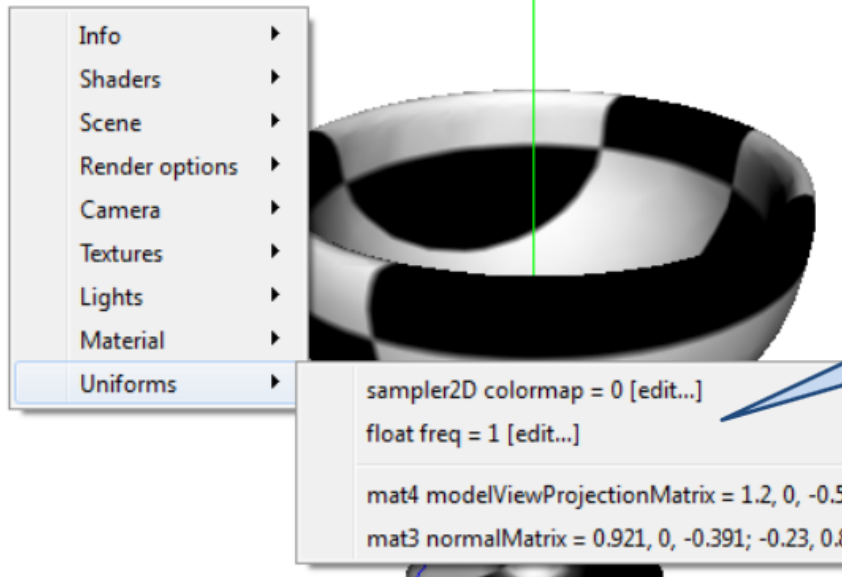 Info
Shaders
Scene
Render options
Camera
Textures
Lights
Material
Uniforms
sampler2D colormap = 0 [edit...]
float freq = 1 [edit...]
mat4 modelViewProjectionMatrix = 1.2, 0, -0.5
mat3 normalMatrix = 0.921, 0, -0.391; -0.23, 0.8